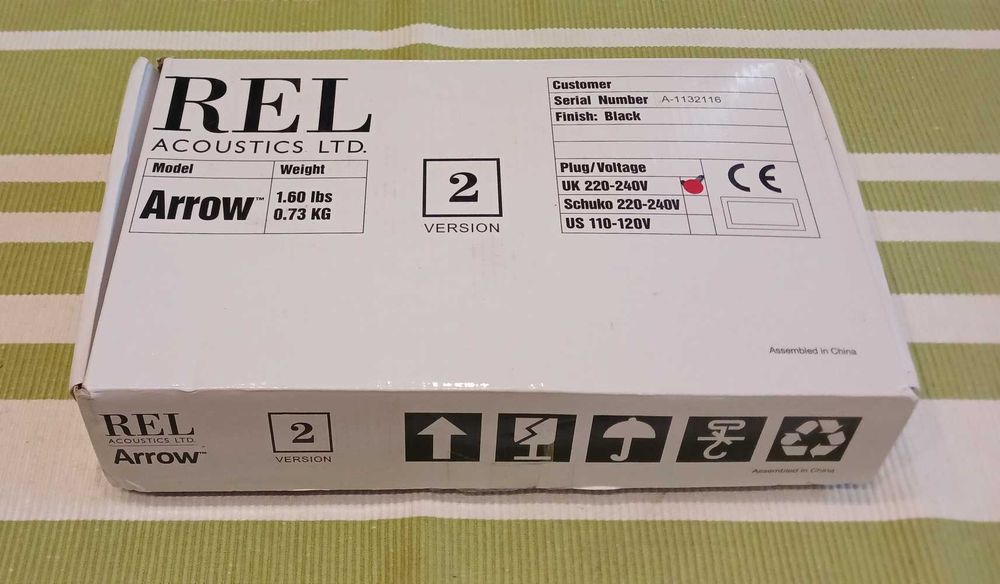 REL
ACOUSTICS LTD.
Model Weight
Arrow™ 1.60 lbs
0.73 KG
2
VERSION
Customer
Serial Number A-1132116
Finish: Black
Plug/Voltage
UK 220-240V
Schuko 220-240V
US 110-120V
CE
Assembled in China
REL
ACOUSTICS LTD.
Arrow™
2
VERSION
Assembled in China